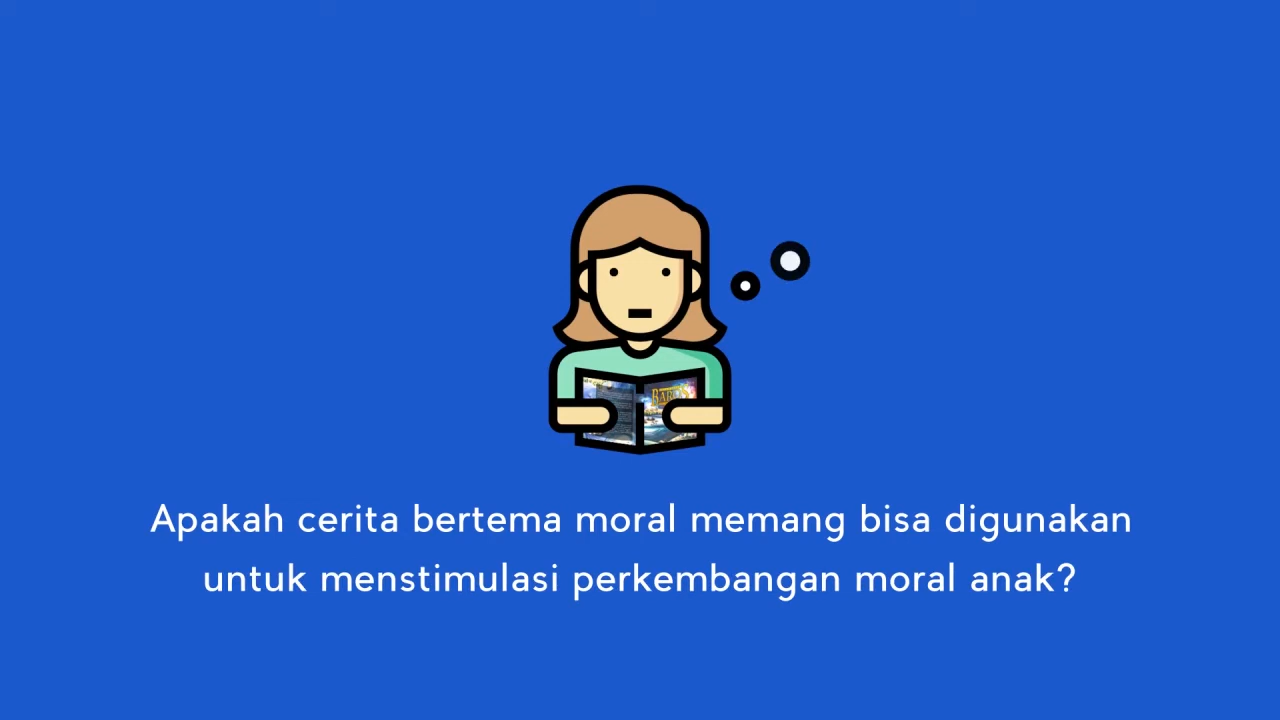 Apakah cerita bertema moral memang bisa digunakan
untuk menstimulasi perkembangan moral anak?